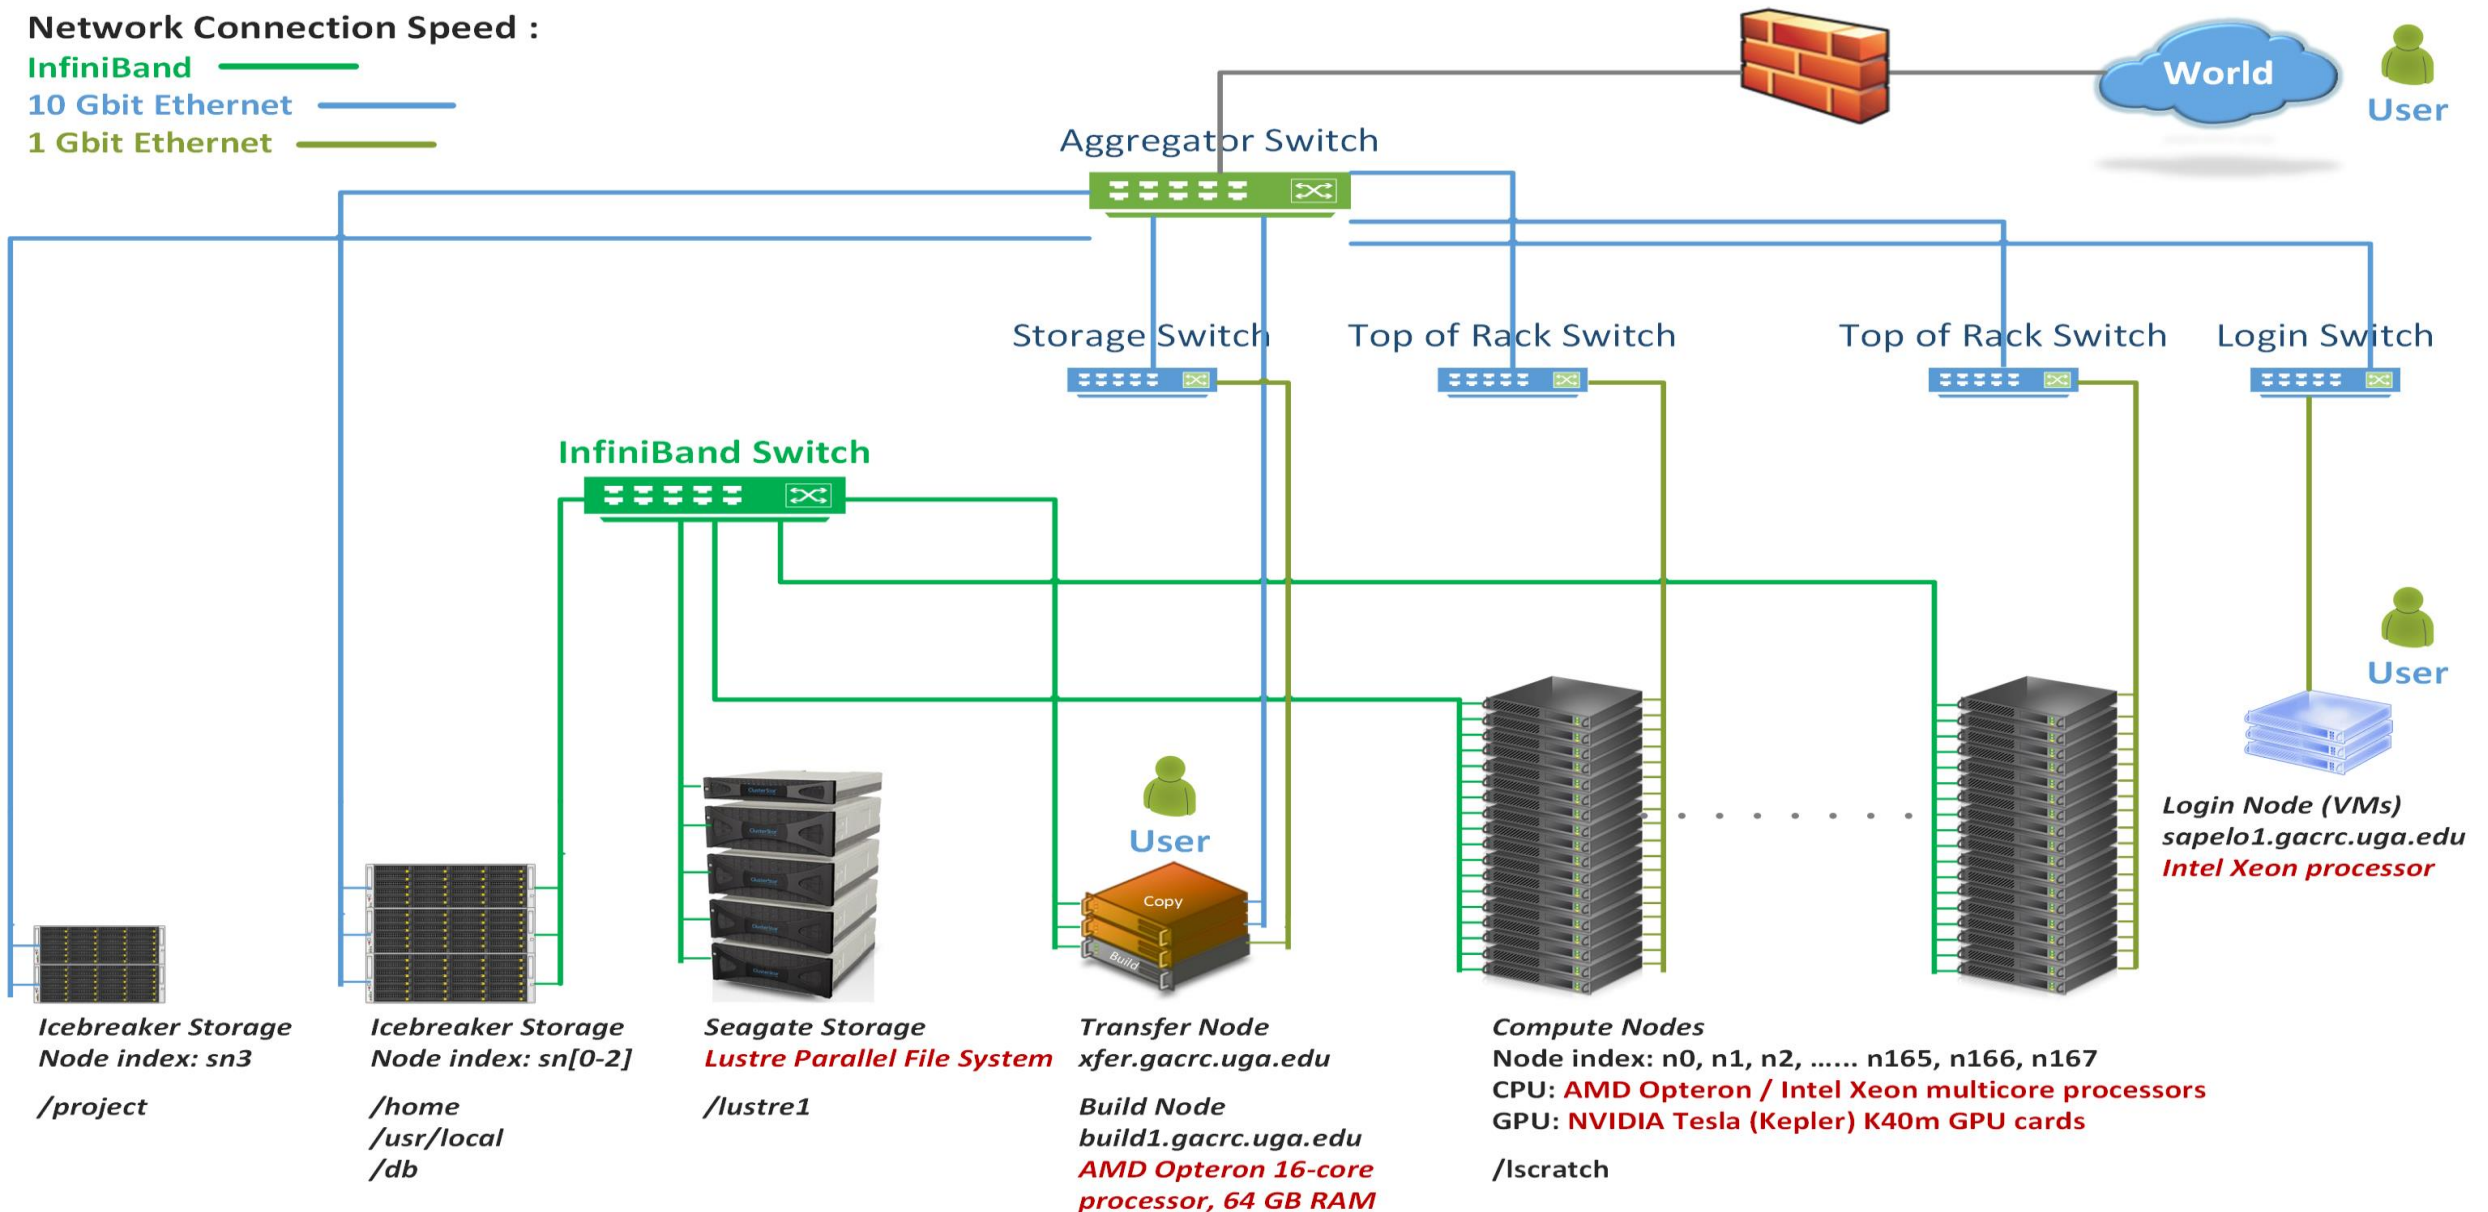 Network Connection Speed :
InfiniBand
10 Gbit Ethernet
1 Gbit Ethernet
World
User
Aggregator Switch
Storage Switch
Top of Rack Switch
Top of Rack Switch
Login Switch
InfiniBand Switch
User
User
Copy
Build
Login Node (VMs)
sapelo1.gacrc.uga.edu
Intel Xeon processor
Icebreaker Storage
Node index: sn3
/project
Icebreaker Storage
Node index: sn[0-2]
/home
/usr/local
/db
Seagate Storage
Lustre Parallel File System
/lustre1
Transfer Node
xfer.gacrc.uga.edu
Build Node
build1.gacrc.uga.edu
AMD Opteron 16-core
processor, 64 GB RAM
Compute Nodes
Node index: n0, n1, n2, ...... n165, n166, n167
CPU: AMD Opteron / Intel Xeon multicore processors
GPU: NVIDIA Tesla (Kepler) K40m GPU cards
/lscratch